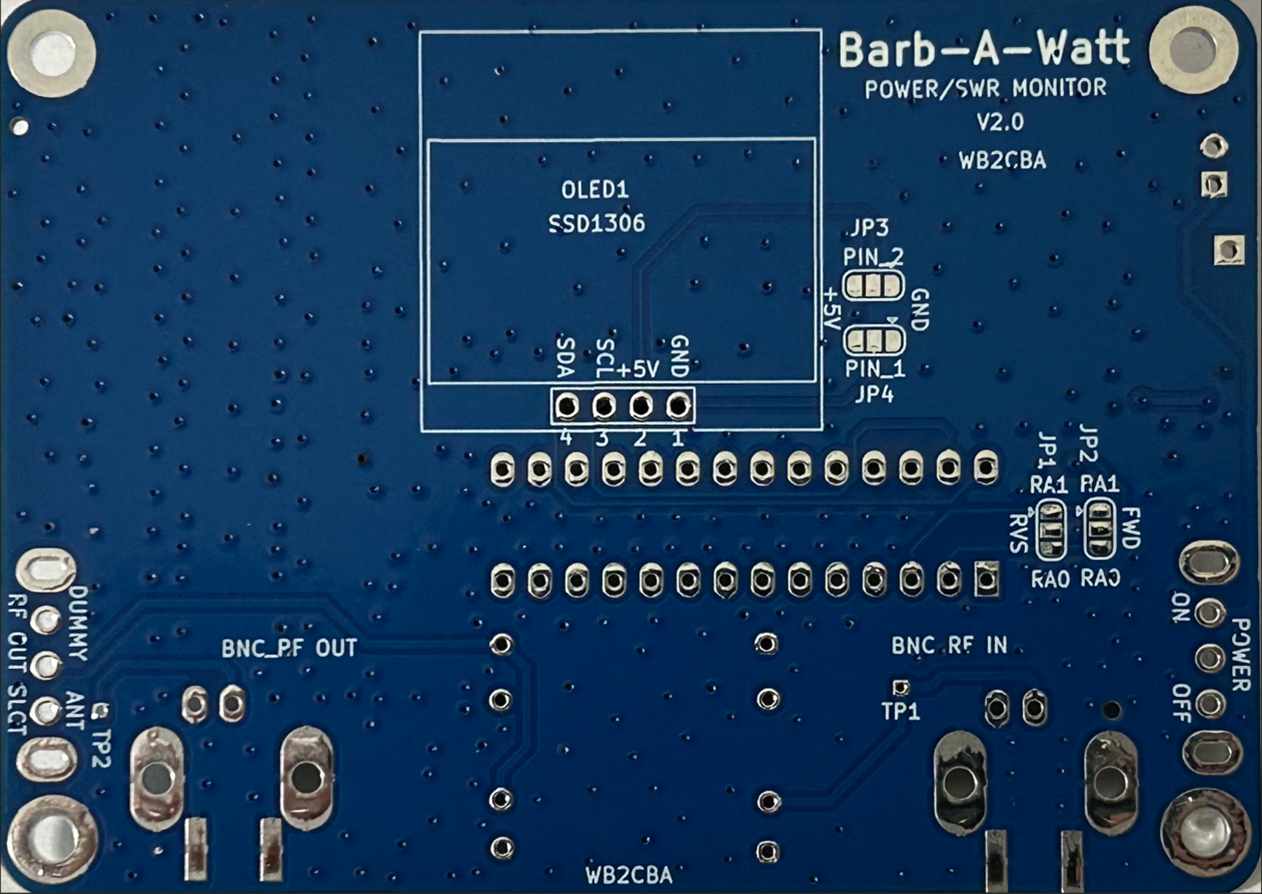 Barb-A-Watt
POWER/SWR MONITOR
V2.0
WB2CBA
OLED1
SSD1306
JP3
PIN_2
+5V
GND
PIN_1
JP4
SDA
SCL
+5V
GND
4
3
2
1
JP1
JP2
RA1
RA1
RVS
FWD
RA0
RA0
DUMMY
RF OUT SLCT
ANT
TP2
BNC_RF OUT
BNC_RF IN
TP1
ON
POWER
OFF
WB2CBA